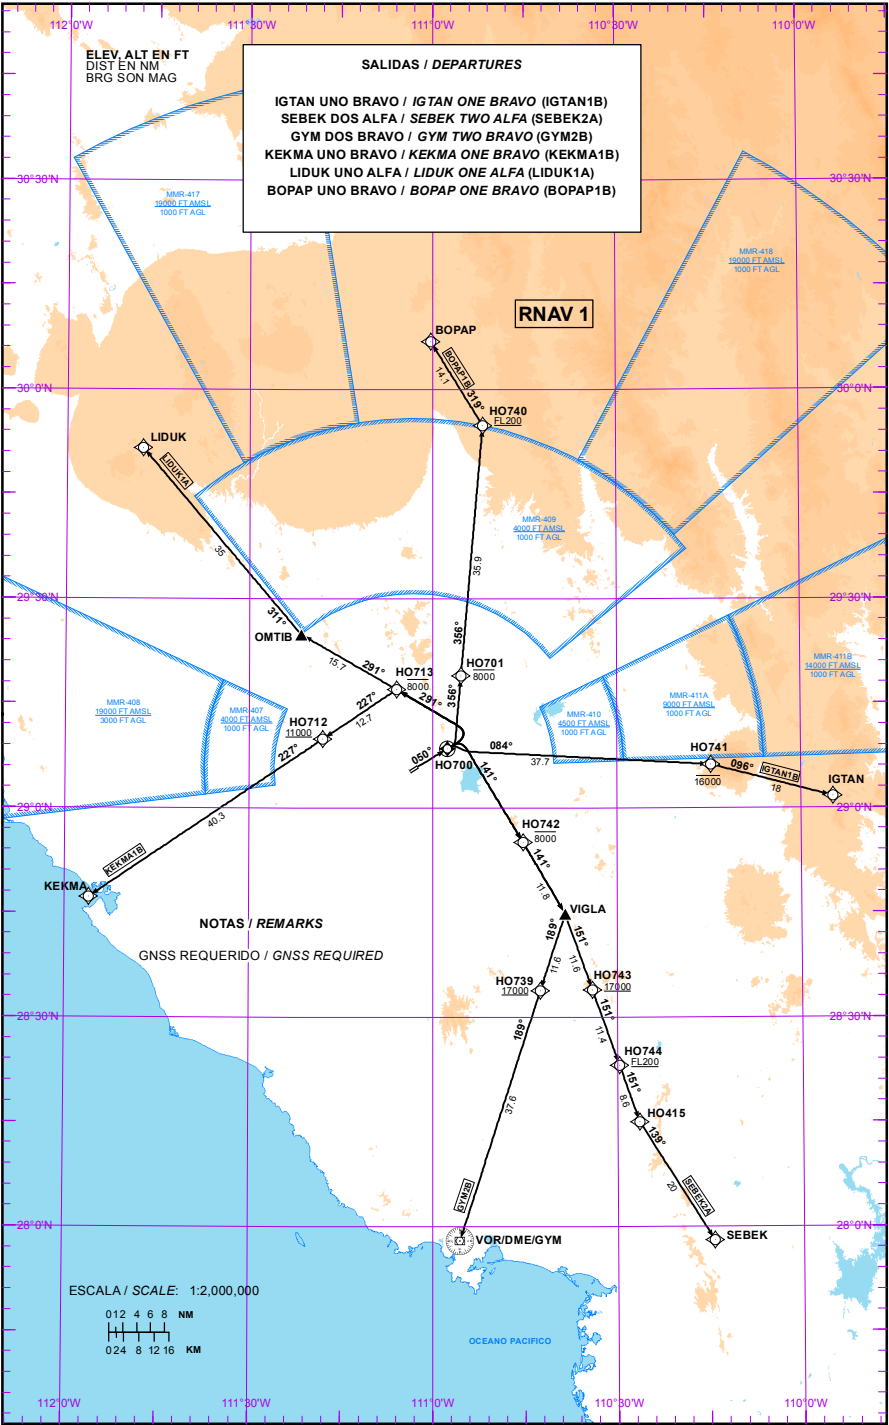 112°0'W
111°30'W
111°0'W
110°30'W
110°0'W
ELEV, ALT EN FT
DIST EN NM
BRG SON MAG
SALIDAS / DEPARTURES
IGTAN UNO BRAVO / IGTAN ONE BRAVO (IGTAN1B)
SEBEK DOS ALFA / SEBEK TWO ALFA (SEBEK2A)
GYM DOS BRAVO / GYM TWO BRAVO (GYM2B)
KEKMA UNO BRAVO / KEKMA ONE BRAVO (KEKMA1B)
LIDUK UNO ALFA / LIDUK ONE ALFA (LIDUK1A)
BOPAP UNO BRAVO / BOPAP ONE BRAVO (BOPAP1B)
30°30'N
30°30'N
MMR-417
19000 FT AMSL
1000 FT AGL
MMR-418
19000 FT AMSL
1000 FT AGL
RNAV 1
BOPAP
BOPAP1B
14.1
319°
30°0'N
30°0'N
HO740
FL200
LIDUK
LIDUK1A
35
311°
MMR-409
4000 FT AMSL
1000 FT AGL
35.9
356°
29°30'N
29°30'N
OMTIB
15.7
291°
HO713
8000
291°
HO701
8000
356°
MMR-411B
14000 FT AMSL
1000 FT AGL
MMR-411A
9000 FT AMSL
1000 FT AGL
MMR-408
19000 FT AMSL
3000 FT AGL
MMR-407
4000 FT AMSL
1000 FT AGL
MMR-410
4500 FT AMSL
1000 FT AGL
227°
12.7
HO712
11000
227°
40.3
050°
HO700
084°
37.7
HO741
16000
096°
IGTAN1B
18
IGTAN
141°
29°0'N
29°0'N
HO742
8000
141°
11.8
KEKMA1B
KEKMA
VIGLA
NOTAS / REMARKS
GNSS REQUERIDO / GNSS REQUIRED
189°
11.6
151°
11.6
HO739
17000
HO743
17000
189°
37.6
151°
11.4
28°30'N
28°30'N
HO744
FL200
151°
8.6
HO415
139°
20
SEBEK2A
SEBEK
GYM2B
28°0'N
28°0'N
VOR/DME/GYM
ESCALA / SCALE: 1:2,000,000
0 1 2 4 6 8 NM
0 2 4 8 12 16 KM
OCEANO PACIFICO
112°0'W
111°30'W
111°0'W
110°30'W
110°0'W